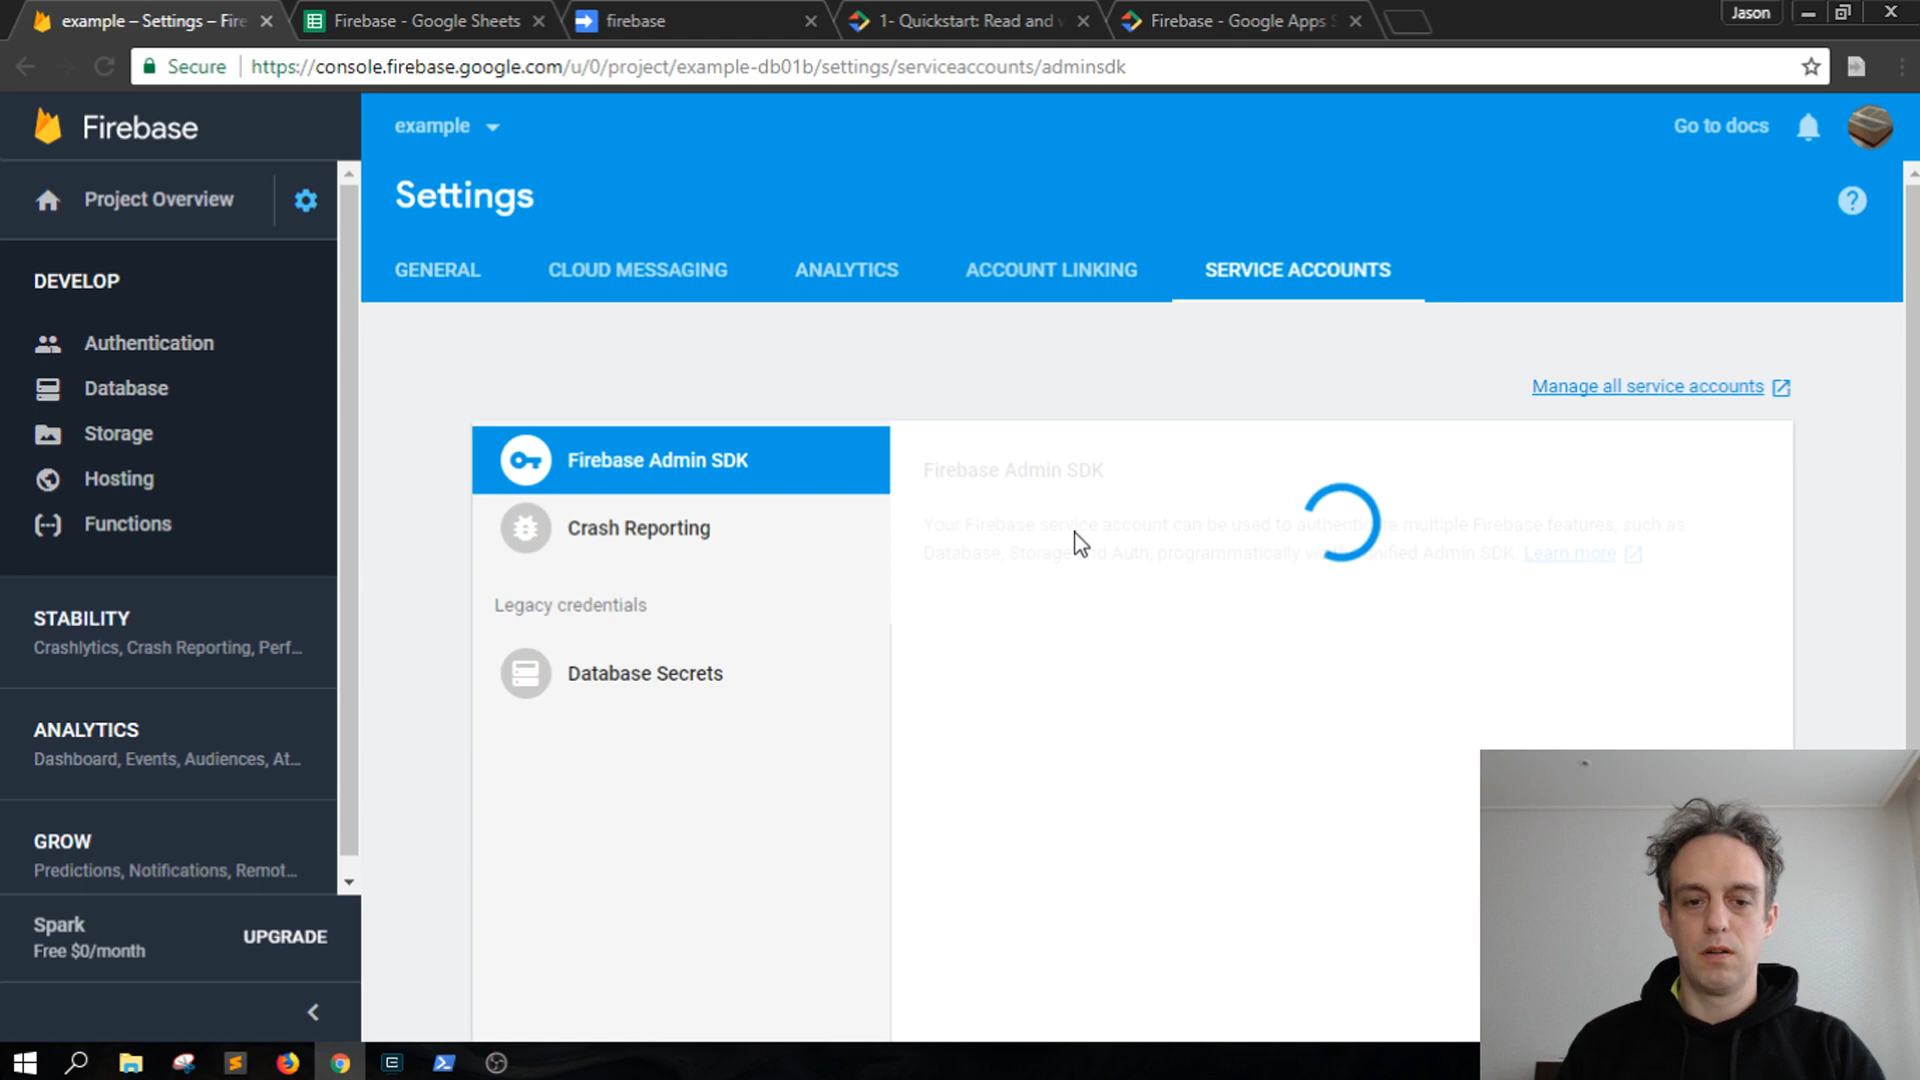 example – Settings – Fire
Firebase - Google Sheets
firebase
1- Quickstart: Read and w
Firebase - Google Apps S
Jason
Secure
https://console.firebase.google.com/u/0/project/example-db01b/settings/serviceaccounts/adminsdk
Firebase
example
Go to docs
Project Overview
Settings
?
GENERAL
CLOUD MESSAGING
ANALYTICS
ACCOUNT LINKING
SERVICE ACCOUNTS
DEVELOP
Authentication
Database
Storage
Hosting
Functions
STABILITY
Crashlytics, Crash Reporting, Perf...
ANALYTICS
Dashboard, Events, Audiences, At...
GROW
Predictions, Notifications, Remot...
Spark
Free $0/month
UPGRADE
Manage all service accounts
Firebase Admin SDK
Crash Reporting
Legacy credentials
Database Secrets
Firebase Admin SDK
Your Firebase service account can be used to authenticate multiple Firebase features, such as
Database, Storage and Auth, programmatically via the unified Admin SDK. Learn more